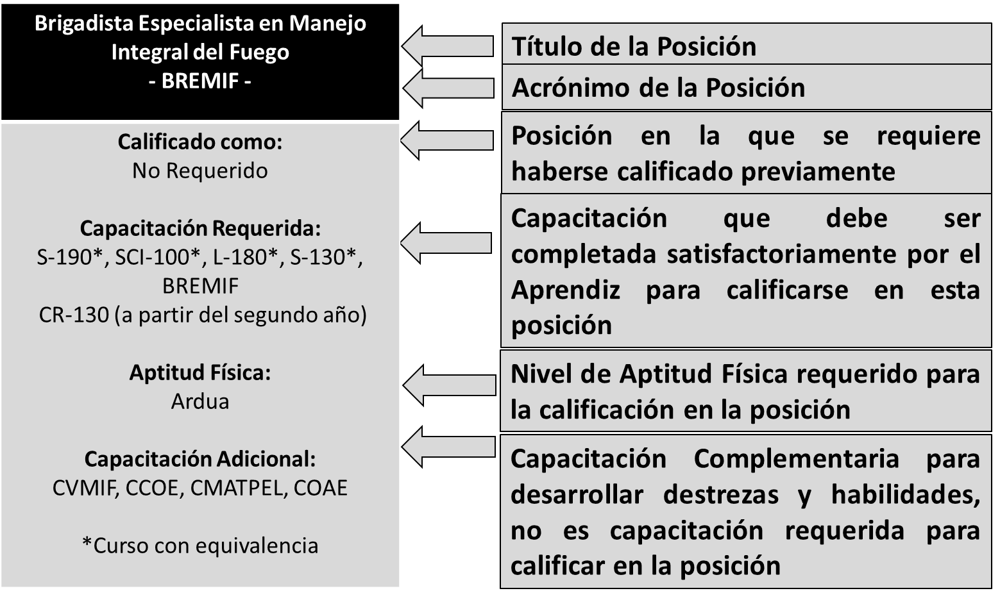 Brigadista Especialista en Manejo
Integral del Fuego
- BREMIF -
Calificado como:
No Requerido
Capacitación Requerida:
S-190*, SCI-100*, L-180*, S-130*,
BREMIF
CR-130 (a partir del segundo año)
Aptitud Física:
Ardua
Capacitación Adicional:
CVMIF, CCOE, CMATPEL, COAE
*Curso con equivalencia
Título de la Posición
Acrónimo de la Posición
Posición en la que se requiere
haberse calificado previamente
Capacitación que debe ser
completada satisfactoriamente por el
Aprendiz para calificarse en esta
posición
Nivel de Aptitud Física requerido para
la calificación en la posición
Capacitación Complementaria para
desarrollar destrezas y habilidades,
no es capacitación requerida para
calificar en la posición